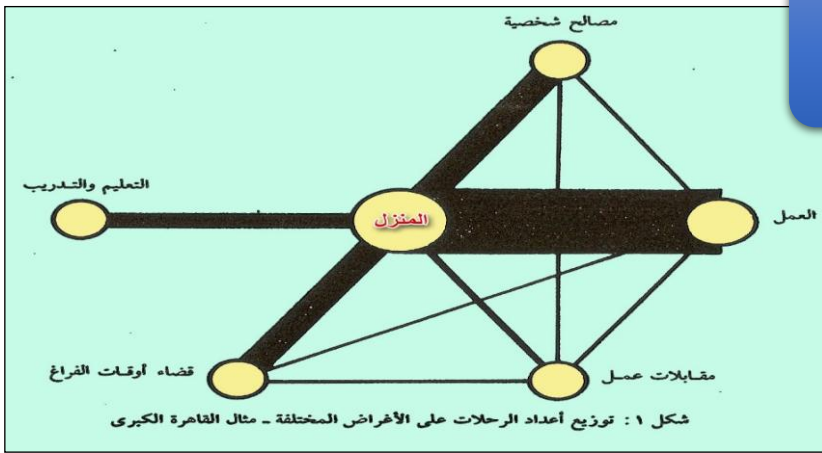 مصالح شخصية
التعليم والتدريب
المنزل
العمل
قضاء أوقات الفراغ
مقابلات عمل
شكل ١ : توزيع أعداد الرحلات على الأغراض المختلفة ـ مثال القاهرة الكبرى